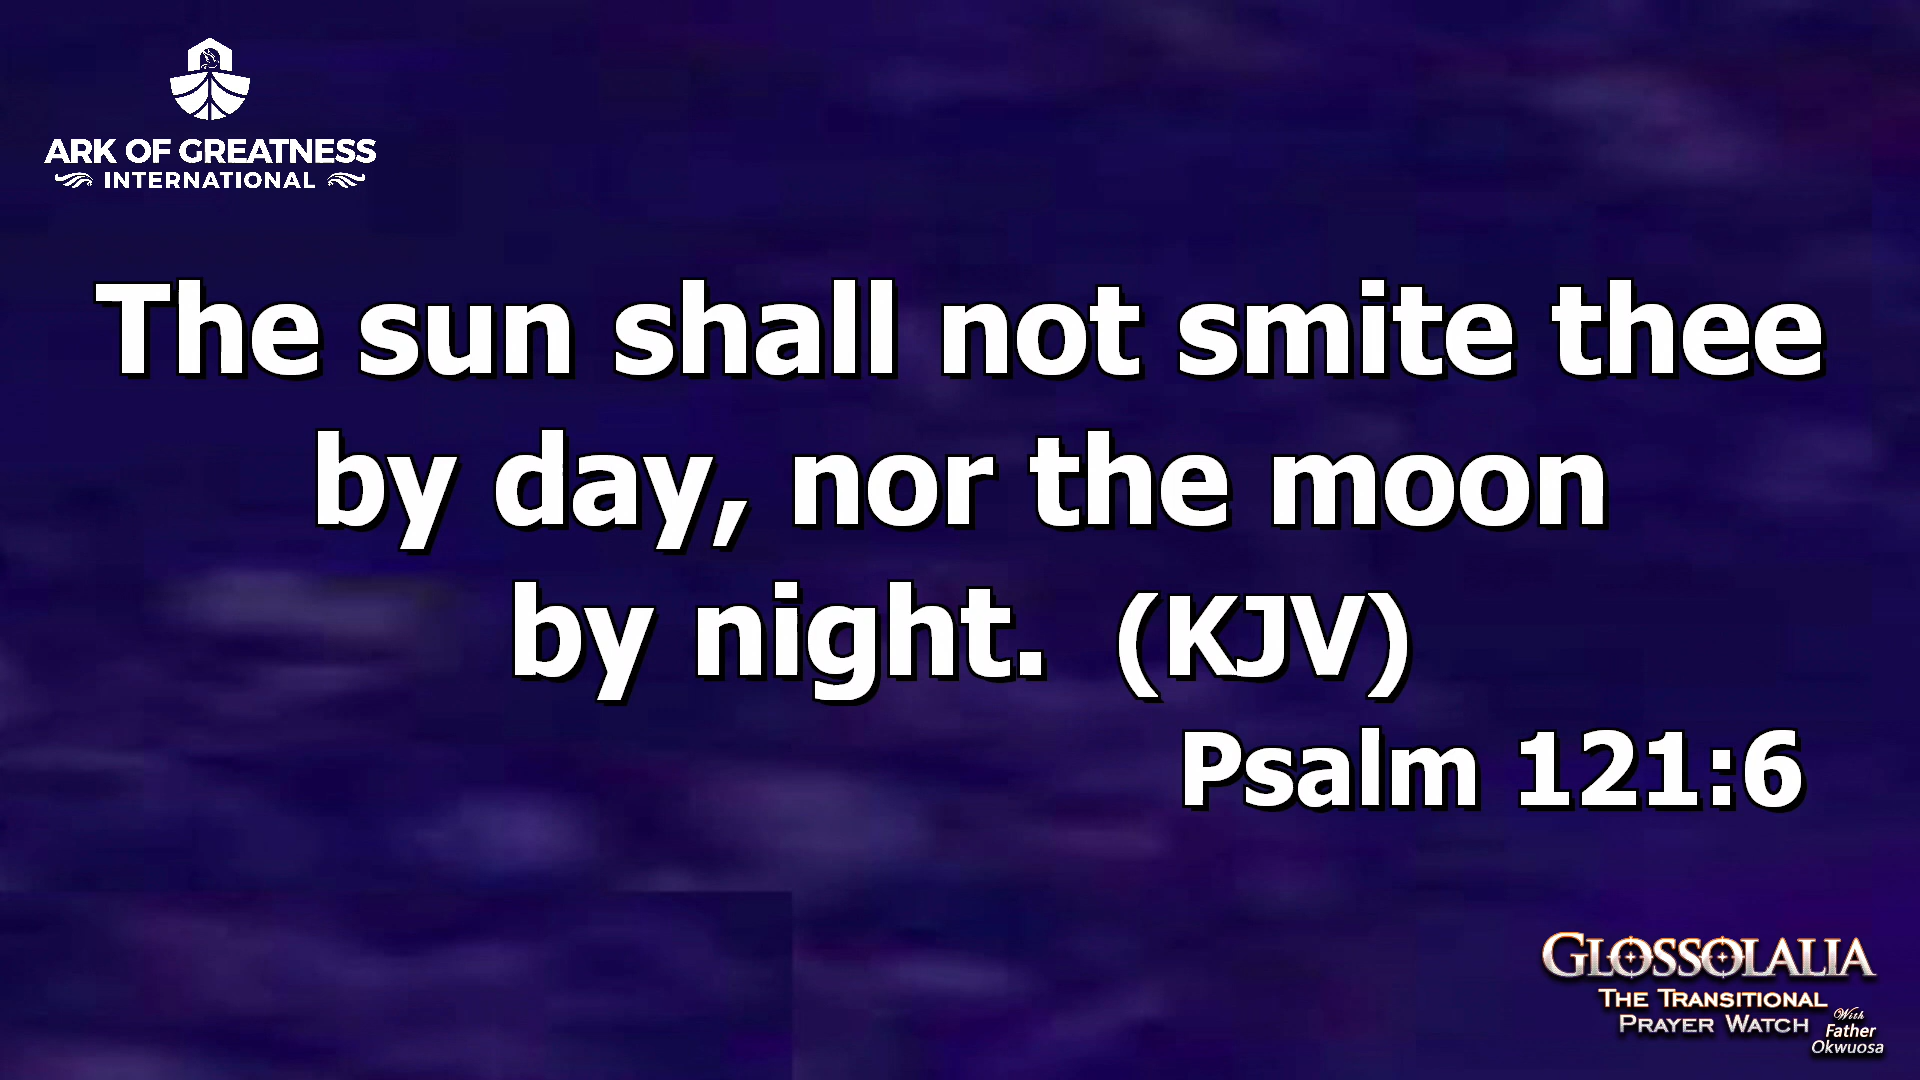 ARK OF GREATNESS
INTERNATIONAL
The sun shall not smite thee
by day, nor the moon
by night. (KJV)
Psalm 121:6
GLOSSOLALIA
THE TRANSITIONAL
PRAYER WATCH With
Father
Okwuosa